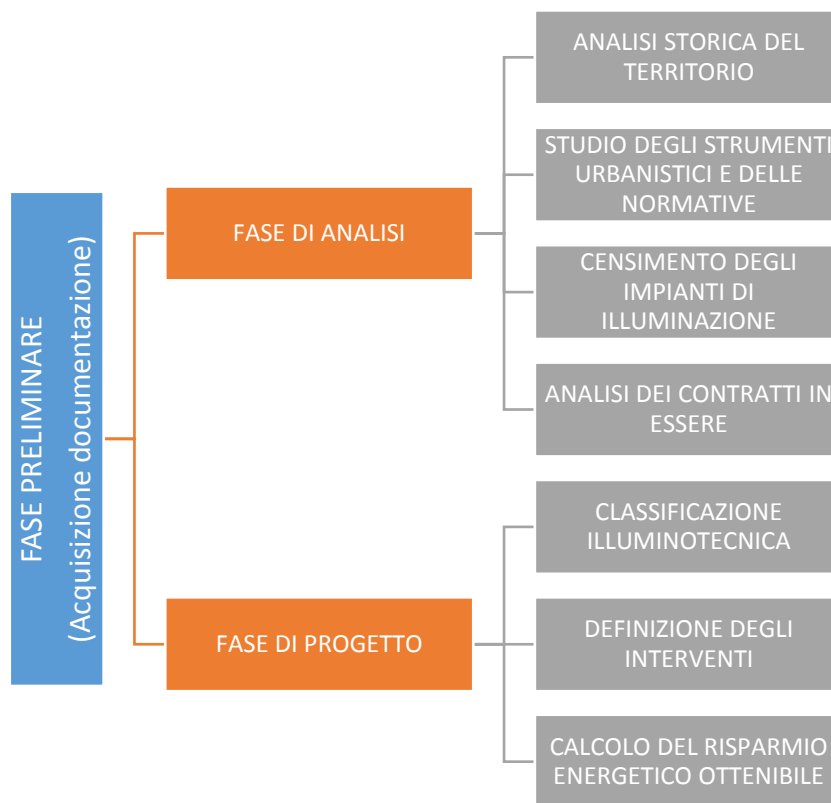 FASE PRELIMINARE
(Acquisizione documentazione)
FASE DI ANALISI
ANALISI STORICA DEL
TERRITORIO
STUDIO DEGLI STRUMENTI
URBANISTICI E DELLE
NORMATIVE
CENSIMENTO DEGLI
IMPIANTI DI
ILLUMINAZIONE
ANALISI DEI CONTRATTI IN
ESSERE
FASE DI PROGETTO
CLASSIFICAZIONE
ILLUMINOTECNICA
DEFINIZIONE DEGLI
INTERVENTI
CALCOLO DEL RISPARMIO
ENERGETICO OTTENIBILE